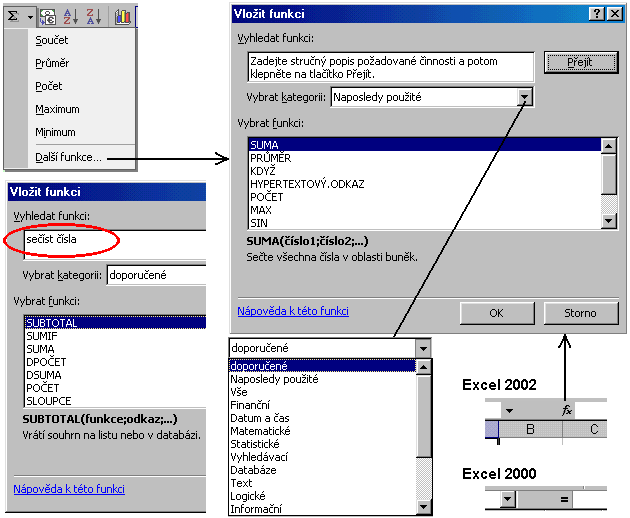 Σ
A
Z
Z
A
Součet
Průměr
Počet
Maximum
Minimum
Další funkce...
Vložit funkci
Vyhledat funkci:
Zadejte stručný popis požadované činnosti a potom
klepněte na tlačítko Přejít.
Přejít
Vybrat kategorii: Naposledy použité
Vybrat funkci:
SUMA
PRŮMĚR
KDYŽ
HYPERTEXTOVÝ.ODKAZ
POČET
MAX
SIN
SUMA(číslo1;číslo2;...)
Sečte všechna čísla v oblasti buněk.
Nápověda k této funkci
OK
Storno
Vložit funkci
Vyhledat funkci:
sečíst čísla
Vybrat kategorii: doporučené
Vybrat funkci:
SUBTOTAL
SUMIF
SUMA
DPOČET
DSUMA
POČET
SLOUPCE
SUBTOTAL(funkce;odkaz;...)
Vrátí souhrn na listu nebo v databázi.
Nápověda k této funkci
doporučené
doporučené
Naposledy použité
Vše
Finanční
Datum a čas
Matematické
Statistické
Vyhledávací
Databáze
Text
Logické
Informační
Excel 2002
fx
B
C
Excel 2000
=